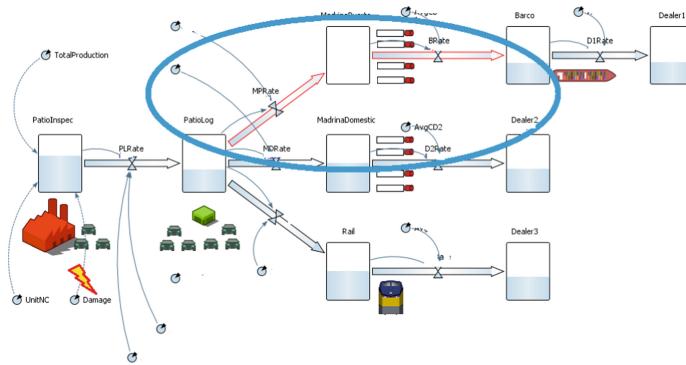 Barco
Dealer1
BRate
D1Rate
TotalProduction
MPRate
PatioInspec
PatioLog
MadrinaDomestic
AvgCD2
Dealer2
PLRate
MDRate
D2Rate
Rail
Dealer3
UnitNC
Damage